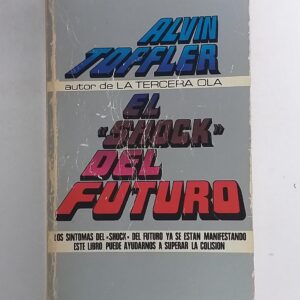 ALVIN
TOFFLER
autor de LA TERCERA OLA
EL
«SHOCK»
DEL
FUTURO
LOS SINTOMAS DEL «SHOCK» DEL FUTURO YA SE ESTAN MANIFESTANDO
ESTE LIBRO PUEDE AYUDARNOS A SUPERAR LA COLISION